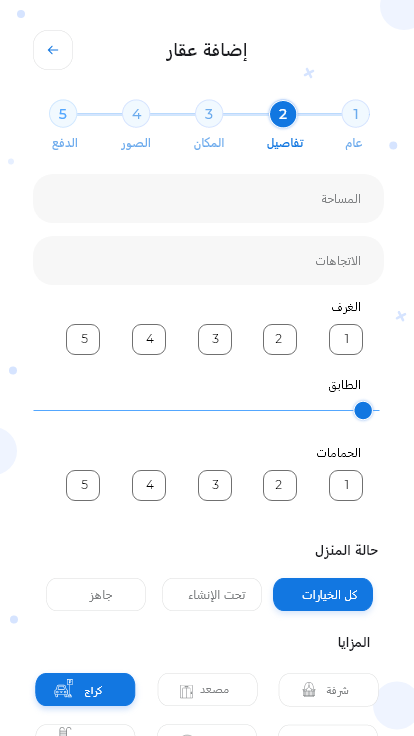 إضافة عقار
1 2 3 4 5
عام تفاصيل المكان الصور الدفع
المساحة
الاتجاهات
الغرف
1 2 3 4 5
الطابق
الحمامات
1 2 3 4 5
حالة المنزل
كل الخيارات تحت الإنشاء جاهز
المزايا
شرفة مصعد كراج